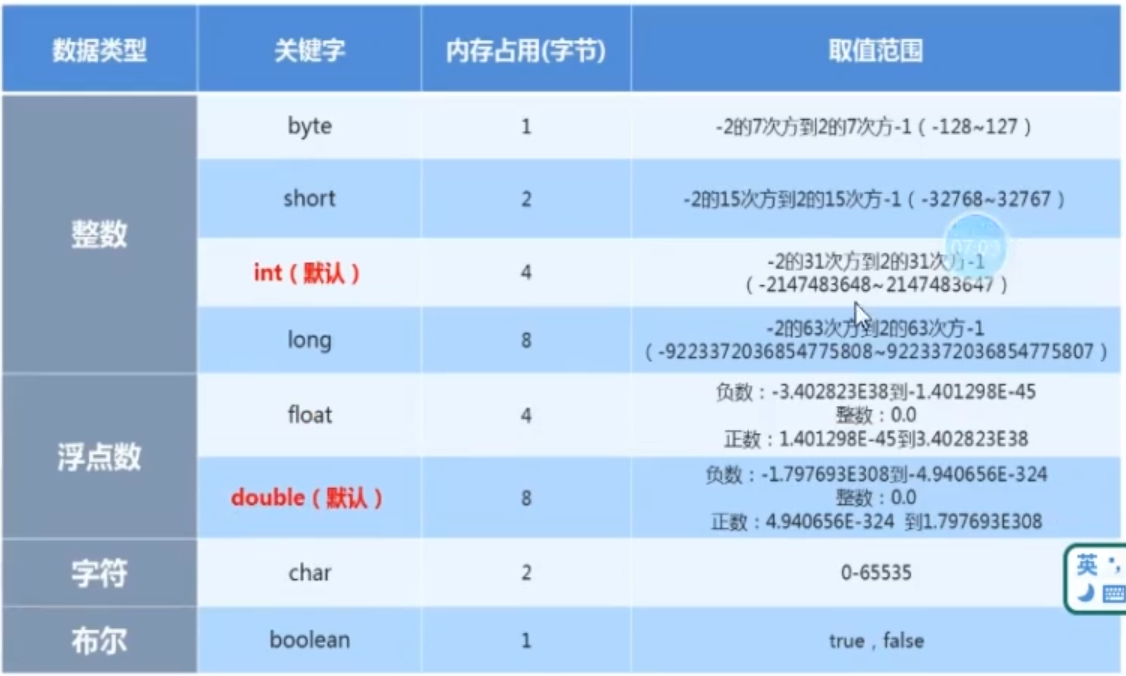 数据类型 关键字 内存占用(字节) 取值范围
整数
byte 1 -2的7次方到2的7次方-1 ( -128~127 )
short 2 -2的15次方到2的15次方-1 ( -32768~32767 )
07:09
int ( 默认 ) 4 -2的31次方到2的31次方-1
( -2147483648~2147483647 )
long 8 -2的63次方到2的63次方-1
( -9223372036854775808~9223372036854775807 )
浮点数
float 4 负数：-3.402823E38到-1.401298E-45
整数：0.0
正数：1.401298E-45到3.402823E38
double ( 默认 ) 8 负数：-1.797693E308到-4.940656E-324
整数：0.0
正数：4.940656E-324 到1.797693E308
字符 char 2 0-65535
英
布尔 boolean 1 true , false